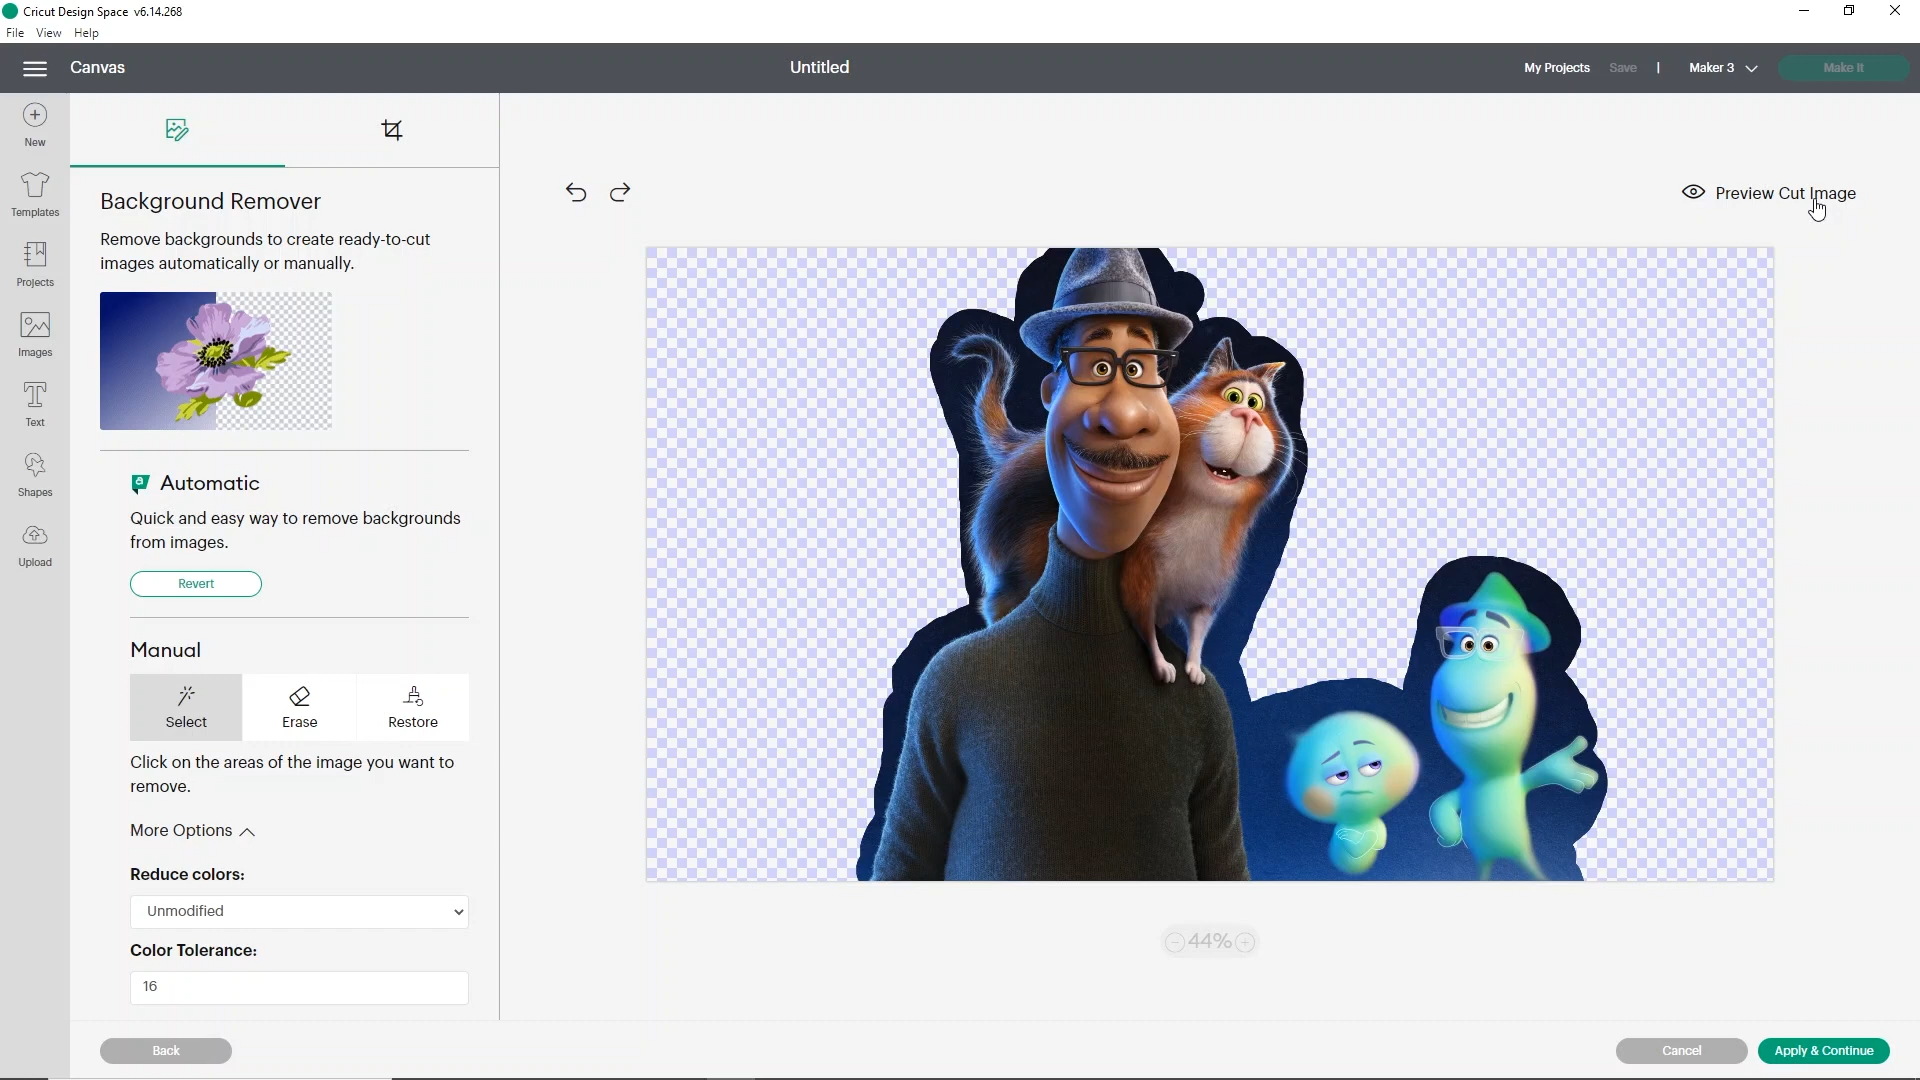 Cricut Design Space v6.14.268
File View Help
Canvas
Untitled
My Projects Save | Maker 3 Make It
New
Templates
Projects
Images
Text
Shapes
Upload
Background Remover
Remove backgrounds to create ready-to-cut
images automatically or manually.
a Automatic
Quick and easy way to remove backgrounds
from images.
Revert
Manual
Select Erase Restore
Click on the areas of the image you want to
remove.
More Options
Reduce colors:
Unmodified
Color Tolerance:
16
Back
Preview Cut Image
44%
Cancel Apply & Continue